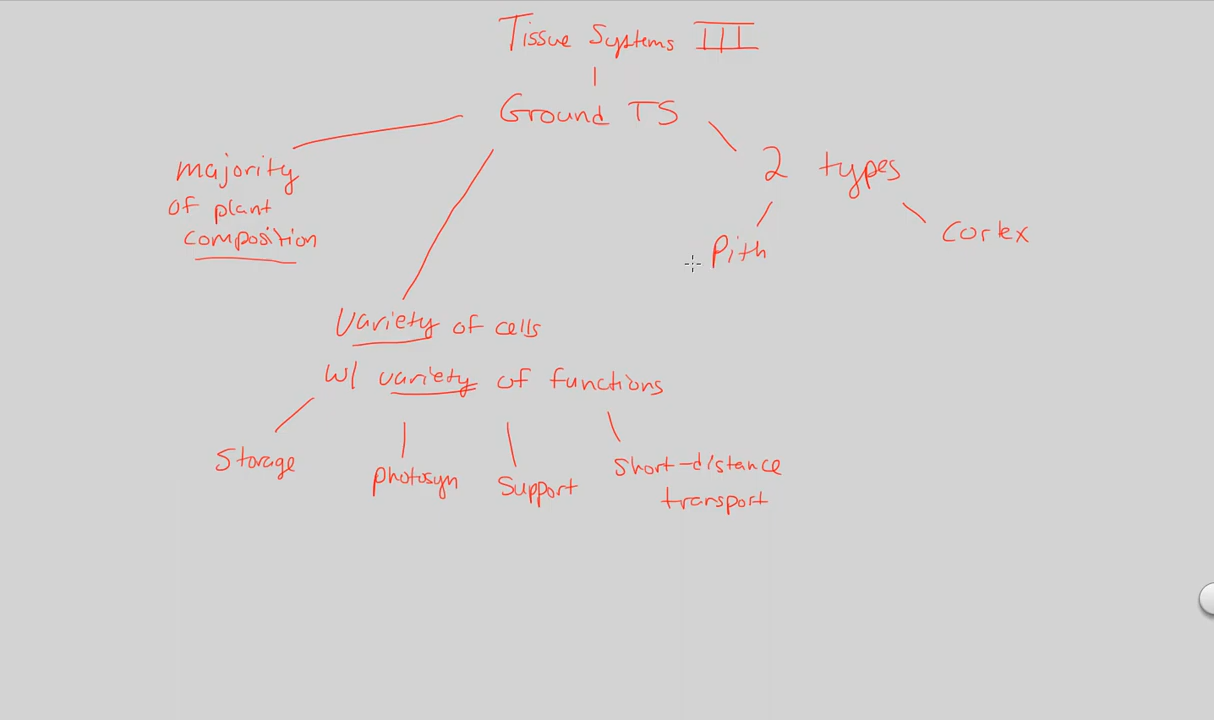 Tissue Systems III
Ground TS
majority
of plant
composition
2 types
Pith
Cortex
Variety of cells
w/ variety of functions
Storage
photosyn
Support
Short-distance
transport